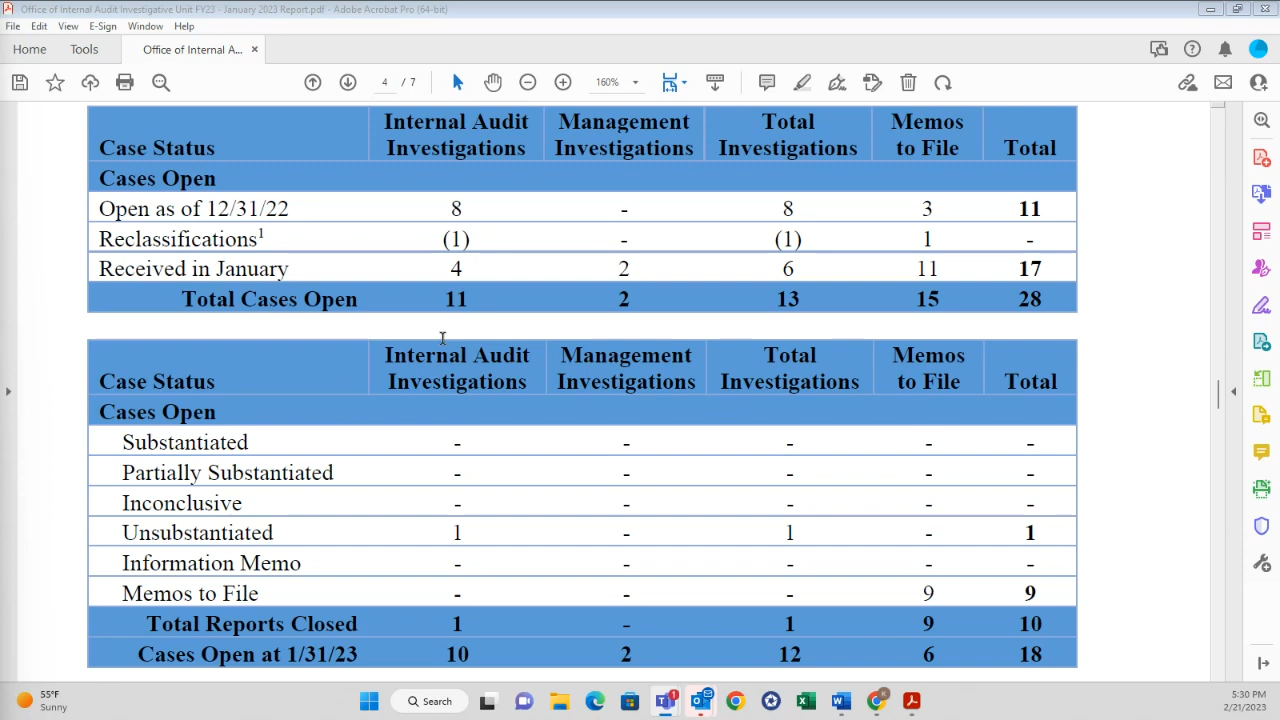 Office of Internal Audit Investigative Unit FY23 - January 2023 Report.pdf - Adobe Acrobat Pro (64-bit)
File Edit View E-Sign Window Help
Home Tools Office of Internal A... ×
4 / 7 160%
Case Status Internal Audit Investigations Management Investigations Total Investigations Memos to File Total
Cases Open
Open as of 12/31/22 8 - 8 3 11
Reclassifications1 (1) - (1) 1 -
Received in January 4 2 6 11 17
Total Cases Open 11 2 13 15 28
Case Status Internal Audit Investigations Management Investigations Total Investigations Memos to File Total
Cases Open
Substantiated - - - - -
Partially Substantiated - - - - -
Inconclusive - - - - -
Unsubstantiated 1 - 1 - 1
Information Memo - - - - -
Memos to File - - - 9 9
Total Reports Closed 1 - 1 9 10
Cases Open at 1/31/23 10 2 12 6 18
55°F
Sunny
Search
1
K
5:30 PM
2/21/2023